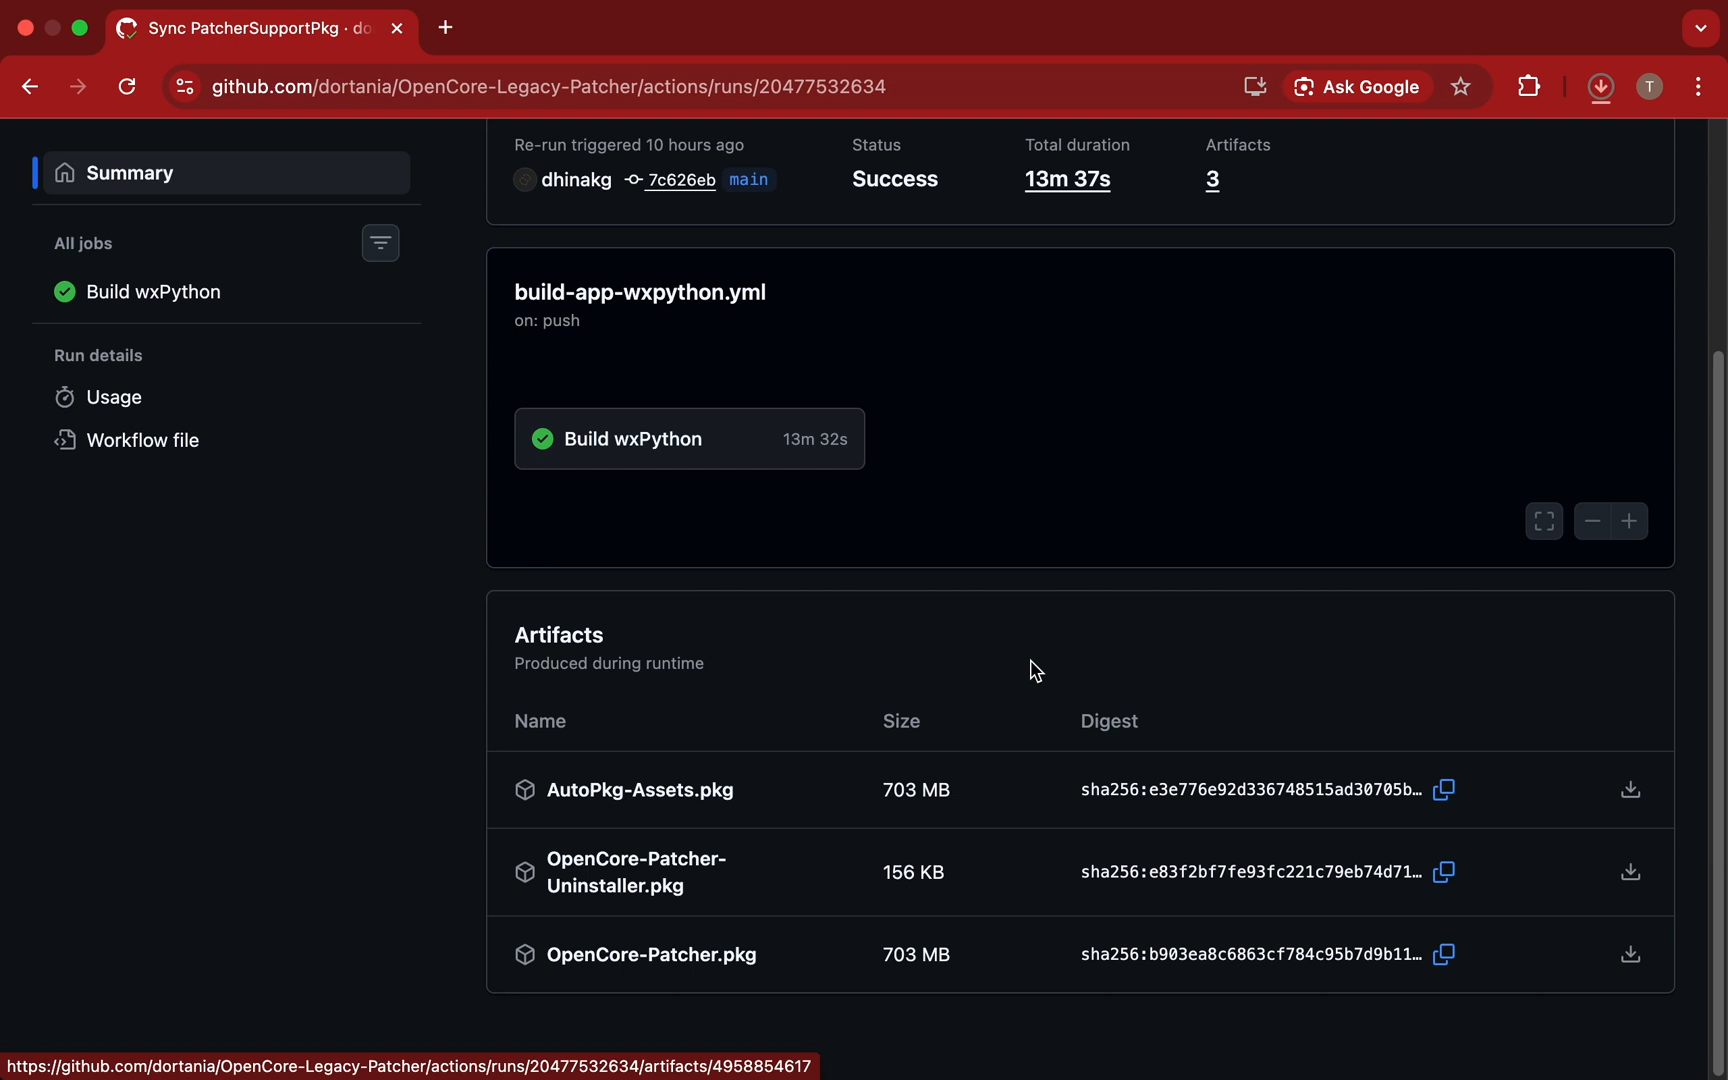 Sync PatcherSupportPkg · do
github.com/dortania/OpenCore-Legacy-Patcher/actions/runs/20477532634
Ask Google
T
Summary
All jobs
Build wxPython
Run details
Usage
Workflow file
Re-run triggered 10 hours ago
dhinakg 7c626eb main
Status
Success
Total duration
13m 37s
Artifacts
3
build-app-wxpython.yml
on: push
Build wxPython 13m 32s
Artifacts
Produced during runtime
Name Size Digest
AutoPkg-Assets.pkg 703 MB sha256:e3e776e92d336748515ad30705b…
OpenCore-Patcher-
Uninstaller.pkg 156 KB sha256:e83f2bf7fe93fc221c79eb74d71…
OpenCore-Patcher.pkg 703 MB sha256:b903ea8c6863cf784c95b7d9b11…
https://github.com/dortania/OpenCore-Legacy-Patcher/actions/runs/20477532634/artifacts/4958854617